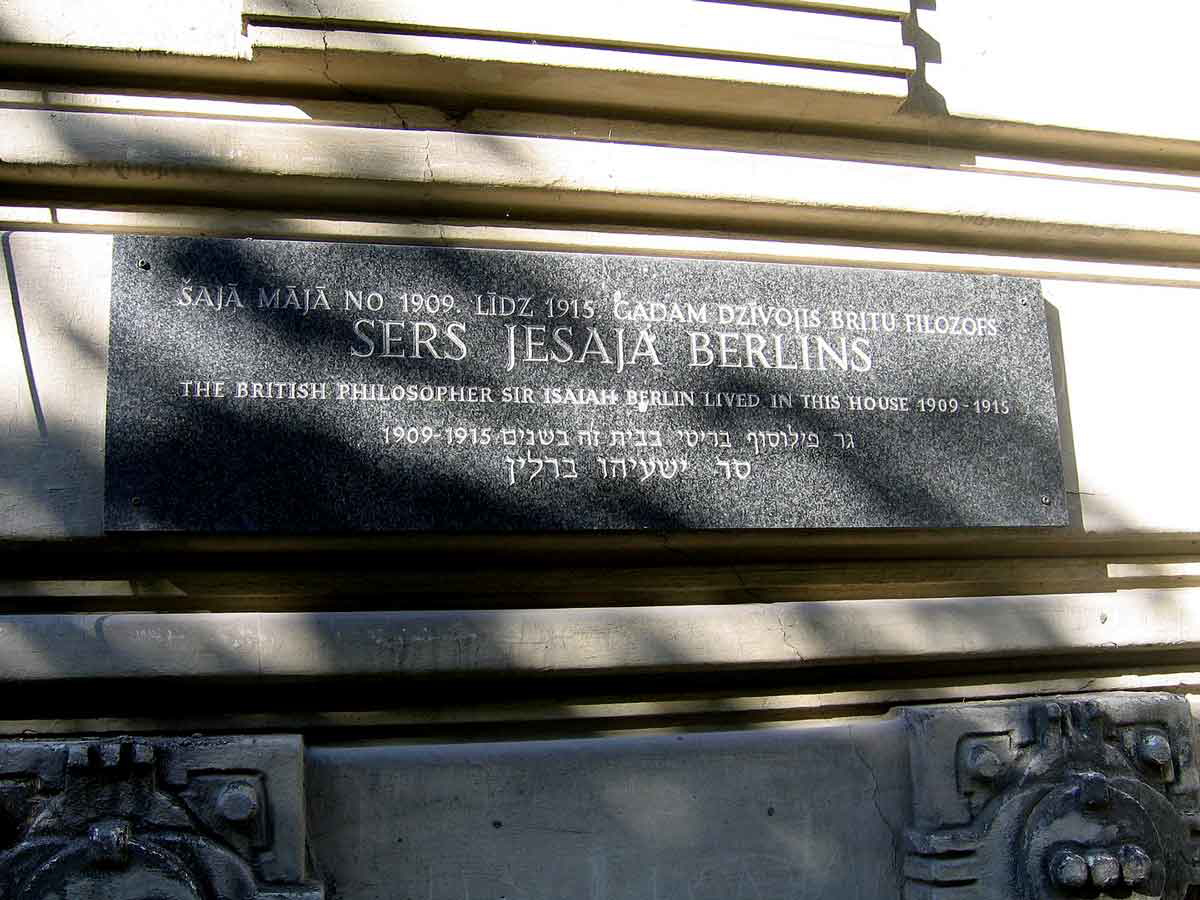 ŠAJĀ MĀJĀ NO 1909. LĪDZ 1915. GADAM DZĪVOJIS BRITU FILOZOFS
SERS JESAJA BERLINS
THE BRITISH PHILOSOPHER SIR ISAIAH BERLIN LIVED IN THIS HOUSE 1909-1915
גר פילוסוף בריטי בבית זה בשנים 1909-1915
סר. ישעיהו ברלין